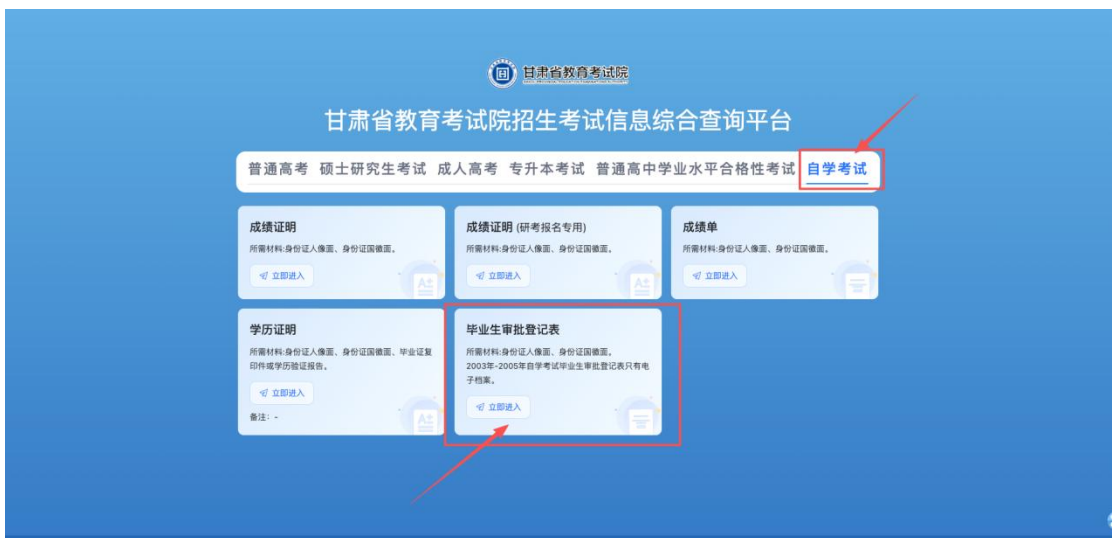 甘肃省教育考试院
甘肃省教育考试院招生考试信息综合查询平台
普通高考 硕士研究生考试 成人高考 专升本考试 普通高中学业水平合格性考试 自学考试
成绩证明
所需材料:身份证人像面、身份证国徽面。
立即进入
成绩证明 (研考报名专用)
所需材料:身份证人像面、身份证国徽面。
立即进入
成绩单
所需材料:身份证人像面、身份证国徽面。
立即进入
学历证明
所需材料:身份证人像面、身份证国徽面、毕业证复
印件或学历验证报告。
立即进入
备注: -
毕业生审批登记表
所需材料:身份证人像面、身份证国徽面。
2003年-2005年自学考试毕业生审批登记表只有电
子档案。
立即进入